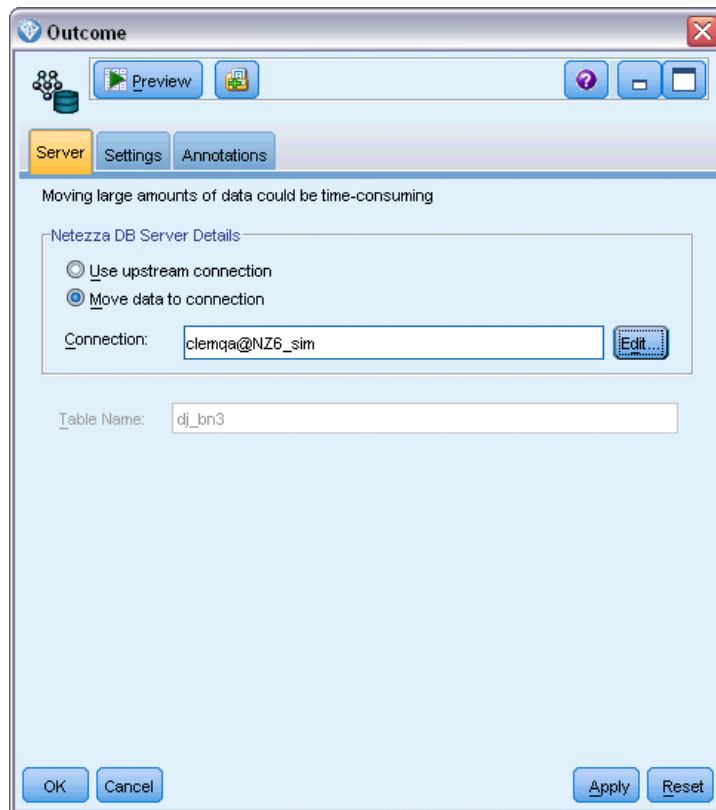 Outcome
Preview
Server Settings Annotations
Moving large amounts of data could be time-consuming
Netezza DB Server Details
Use upstream connection
Move data to connection
Connection: clemqa@NZ6_sim Edit...
Table Name: dj_bn3
OK Cancel Apply Reset